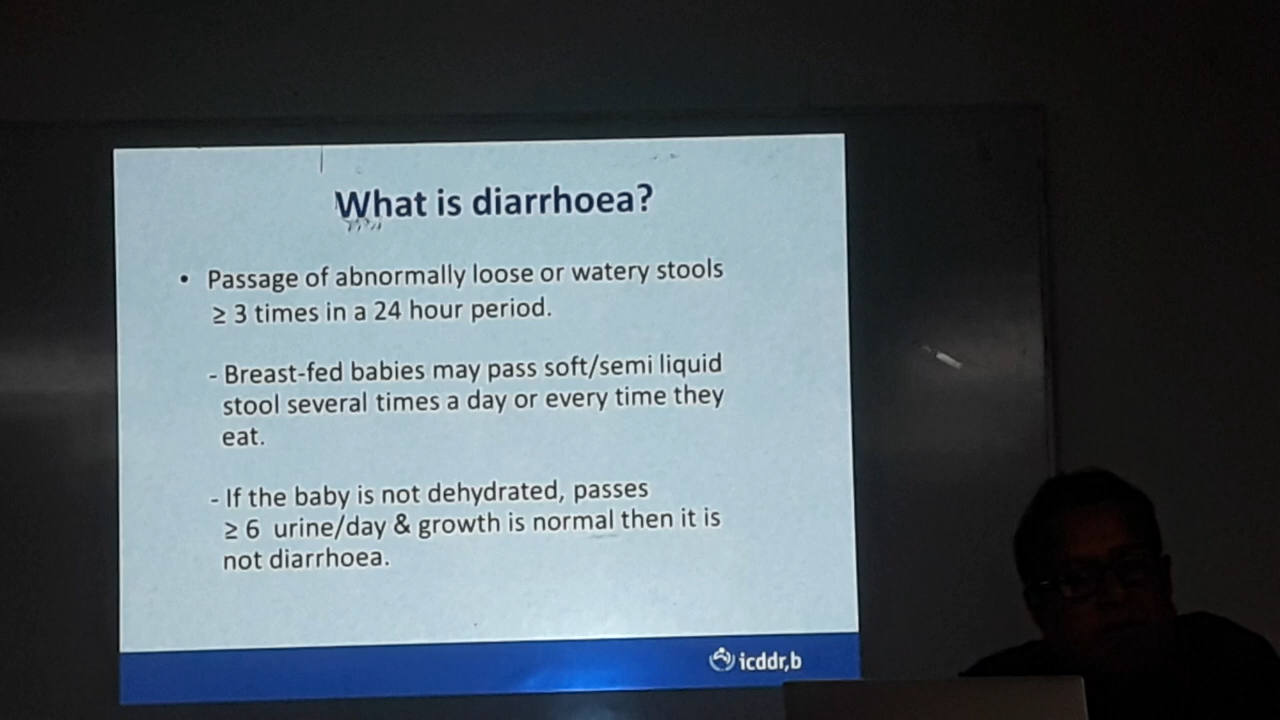 What is diarrhoea?
• Passage of abnormally loose or watery stools
≥ 3 times in a 24 hour period.
- Breast-fed babies may pass soft/semi liquid
stool several times a day or every time they
eat.
- If the baby is not dehydrated, passes
≥ 6 urine/day & growth is normal then it is
not diarrhoea.
icddr,b